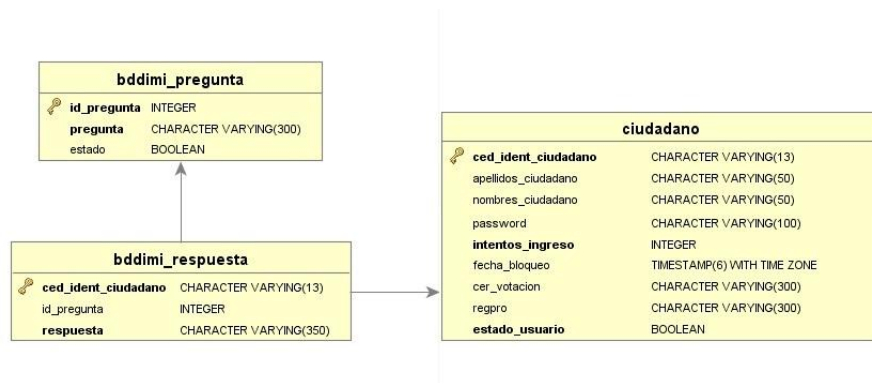 bddimi_pregunta
id_pregunta INTEGER
pregunta CHARACTER VARYING(300)
estado BOOLEAN
bddimi_respuesta
ced_ident_ciudadano CHARACTER VARYING(13)
id_pregunta INTEGER
respuesta CHARACTER VARYING(350)
ciudadano
ced_ident_ciudadano CHARACTER VARYING(13)
apellidos_ciudadano CHARACTER VARYING(50)
nombres_ciudadano CHARACTER VARYING(50)
password CHARACTER VARYING(100)
intentos_ingreso INTEGER
fecha_bloqueo TIMESTAMP(6) WITH TIME ZONE
cer_votacion CHARACTER VARYING(300)
regpro CHARACTER VARYING(300)
estado_usuario BOOLEAN